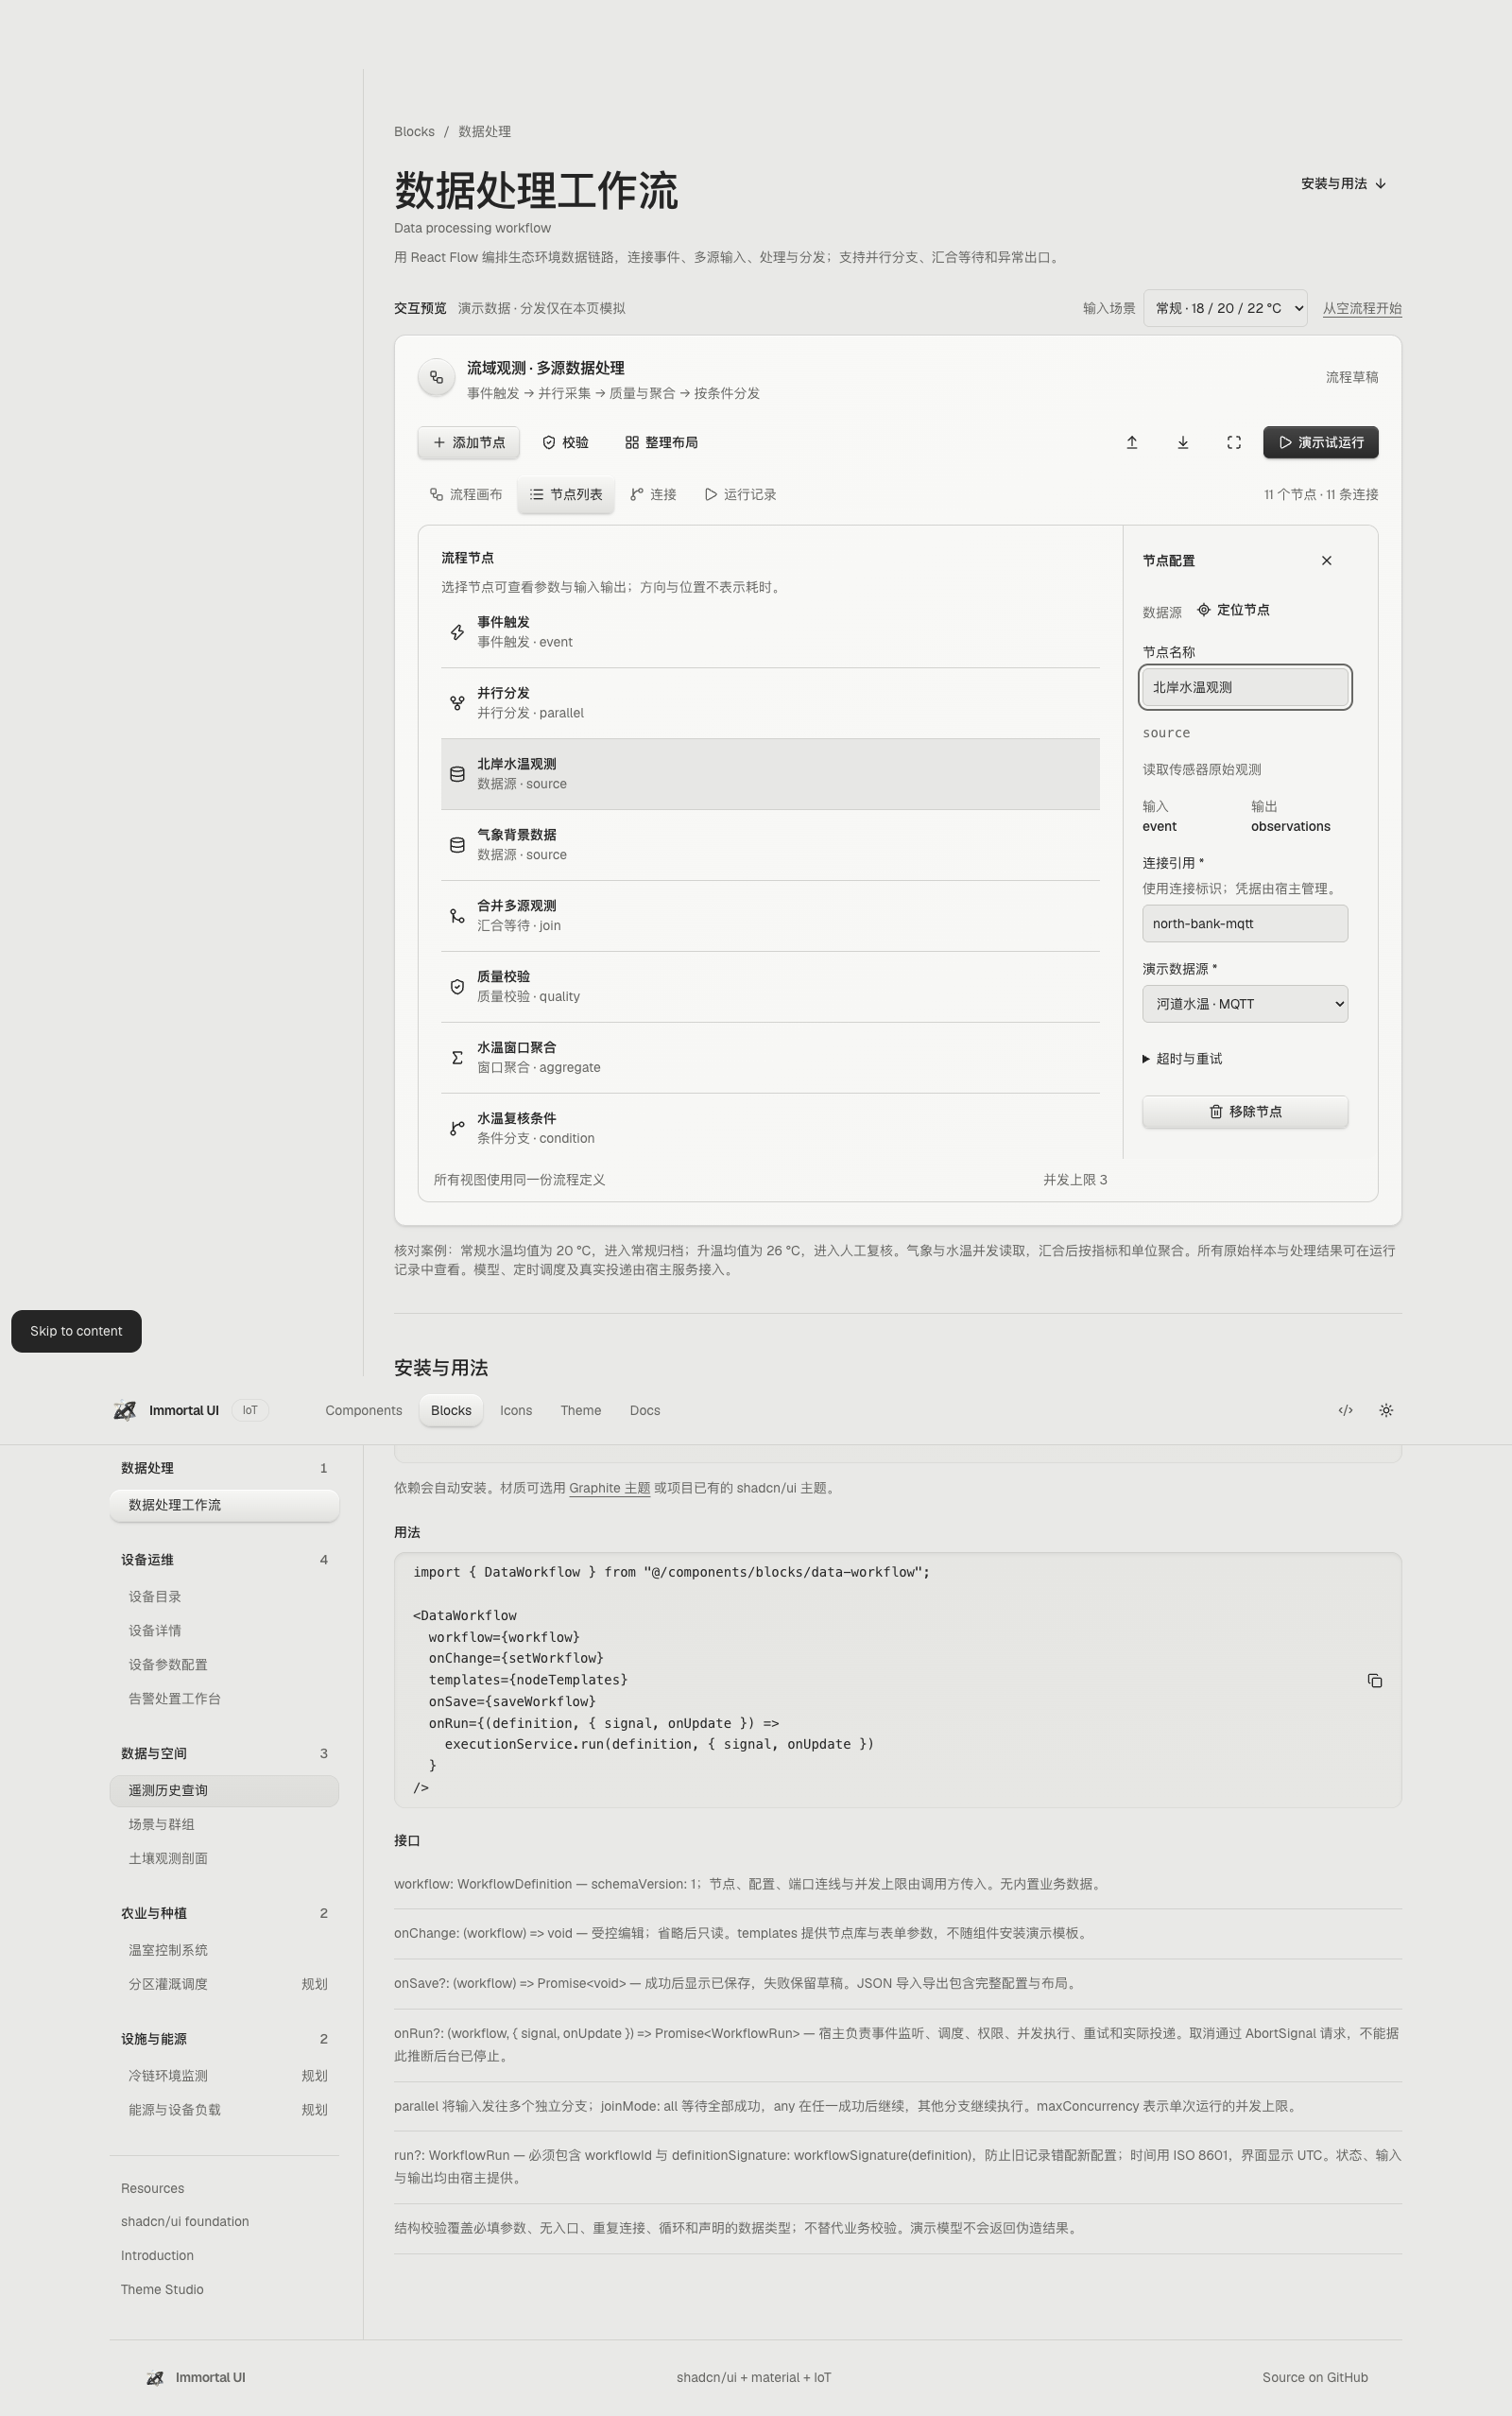 Blocks / 数据处理
数据处理工作流
安装与用法
Data processing workflow
用 React Flow 编排生态环境数据链路，连接事件、多源输入、处理与分发；支持并行分支、汇合等待和异常出口。
交互预览 演示数据 · 分发仅在本页模拟
输入场景 常规 · 18 / 20 / 22 °C 从空流程开始
流域观测 · 多源数据处理
事件触发 → 并行采集 → 质量与聚合 → 按条件分发
流程草稿
添加节点 校验 整理布局 演示试运行
流程画布 节点列表 连接 运行记录 11 个节点 · 11 条连接
流程节点
选择节点可查看参数与输入输出；方向与位置不表示耗时。
事件触发
事件触发 · event
并行分发
并行分发 · parallel
北岸水温观测
数据源 · source
气象背景数据
数据源 · source
合并多源观测
汇合等待 · join
质量校验
质量校验 · quality
水温窗口聚合
窗口聚合 · aggregate
水温复核条件
条件分支 · condition
所有视图使用同一份流程定义 并发上限 3
节点配置
数据源 定位节点
节点名称
北岸水温观测
source
读取传感器原始观测
输入 输出
event observations
连接引用 *
使用连接标识；凭据由宿主管理。
north-bank-mqtt
演示数据源 *
河道水温 · MQTT
超时与重试
移除节点
核对案例：常规水温均值为 20 °C，进入常规归档；升温均值为 26 °C，进入人工复核。气象与水温并发读取，汇合后按指标和单位聚合。所有原始样本与处理结果可在运行
记录中查看。模型、定时调度及真实投递由宿主服务接入。
Skip to content
安装与用法
Immortal UI IoT Components Blocks Icons Theme Docs
数据处理 1
数据处理工作流
设备运维 4
设备目录
设备详情
设备参数配置
告警处置工作台
数据与空间 3
遥测历史查询
场景与群组
土壤观测剖面
农业与种植 2
温室控制系统
分区灌溉调度 规划
设施与能源 2
冷链环境监测 规划
能源与设备负载 规划
Resources
shadcn/ui foundation
Introduction
Theme Studio
依赖会自动安装。材质可选用 Graphite 主题 或项目已有的 shadcn/ui 主题。
用法
import { DataWorkflow } from "@/components/blocks/data-workflow";
<DataWorkflow
workflow={workflow}
onChange={setWorkflow}
templates={nodeTemplates}
onSave={saveWorkflow}
onRun={(definition, { signal, onUpdate }) =>
executionService.run(definition, { signal, onUpdate })
}
/>
接口
workflow: WorkflowDefinition — schemaVersion: 1；节点、配置、端口连线与并发上限由调用方传入。无内置业务数据。
onChange: (workflow) => void — 受控编辑；省略后只读。templates 提供节点库与表单参数，不随组件安装演示模板。
onSave?: (workflow) => Promise<void> — 成功后显示已保存，失败保留草稿。JSON 导入导出包含完整配置与布局。
onRun?: (workflow, { signal, onUpdate }) => Promise<WorkflowRun> — 宿主负责事件监听、调度、权限、并发执行、重试和实际投递。取消通过 AbortSignal 请求，不能据
此推断后台已停止。
parallel 将输入发往多个独立分支；joinMode: all 等待全部成功，any 在任一成功后继续，其他分支继续执行。maxConcurrency 表示单次运行的并发上限。
run?: WorkflowRun — 必须包含 workflowId 与 definitionSignature: workflowSignature(definition)，防止旧记录错配新配置；时间用 ISO 8601，界面显示 UTC。状态、输入
与输出均由宿主提供。
结构校验覆盖必填参数、无入口、重复连接、循环和声明的数据类型；不替代业务校验。演示模型不会返回伪造结果。
Immortal UI shadcn/ui + material + IoT Source on GitHub